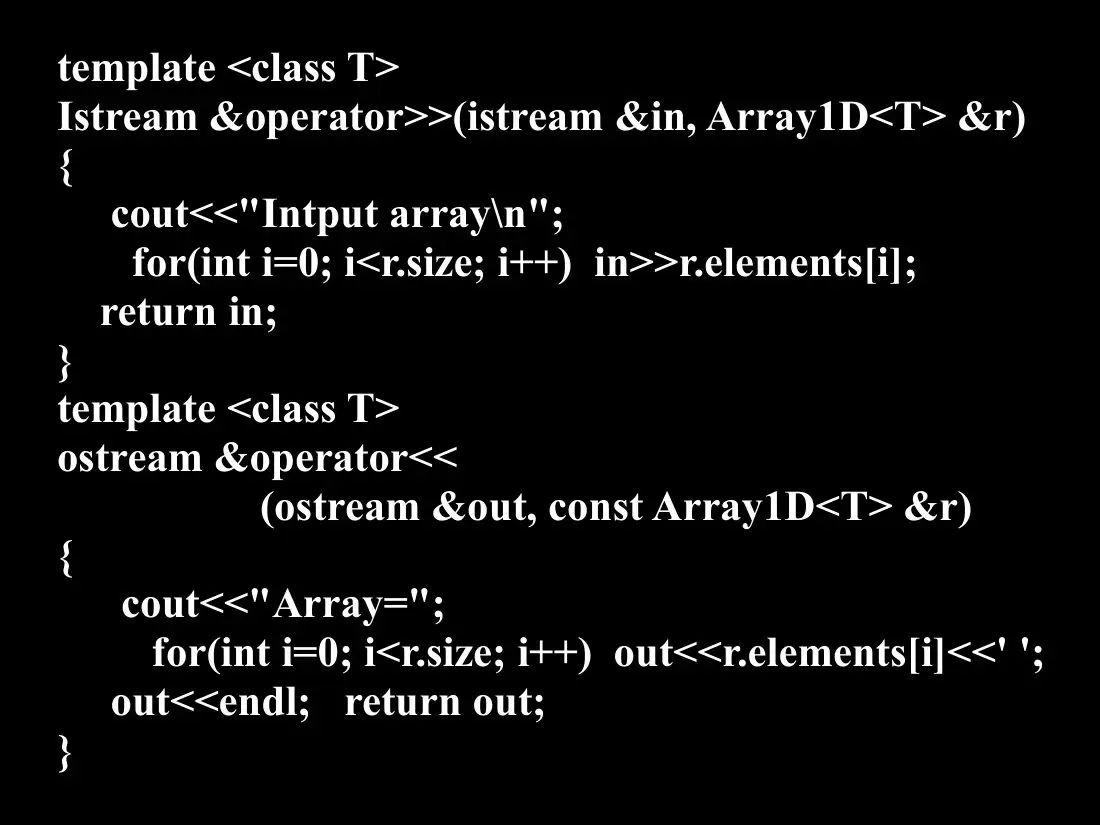 template <class T>
Istream &operator>>(istream &in, Array1D<T> &r)
{
cout<<"Intput array\n";
for(int i=0; i<r.size; i++)  in>>r.elements[i];
return in;
}
template <class T>
ostream &operator<<
(ostream &out, const Array1D<T> &r)
{
cout<<"Array=";
for(int i=0; i<r.size; i++)  out<<r.elements[i]<<' ';
out<<endl;   return out;
}